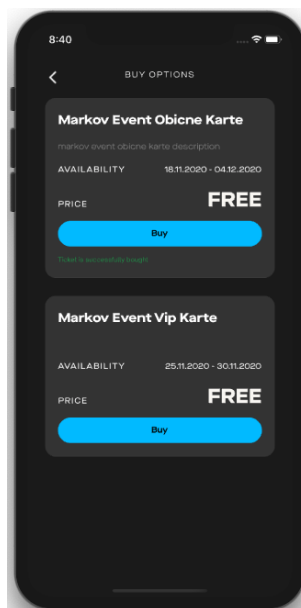 8:40
BUY OPTIONS
Markov Event Obicne Karte
markov event obicne karte description
AVAILABILITY 18.11.2020 - 04.12.2020
PRICE FREE
Buy
Ticket is successfully bought
Markov Event Vip Karte
AVAILABILITY 25.11.2020 - 30.11.2020
PRICE FREE
Buy